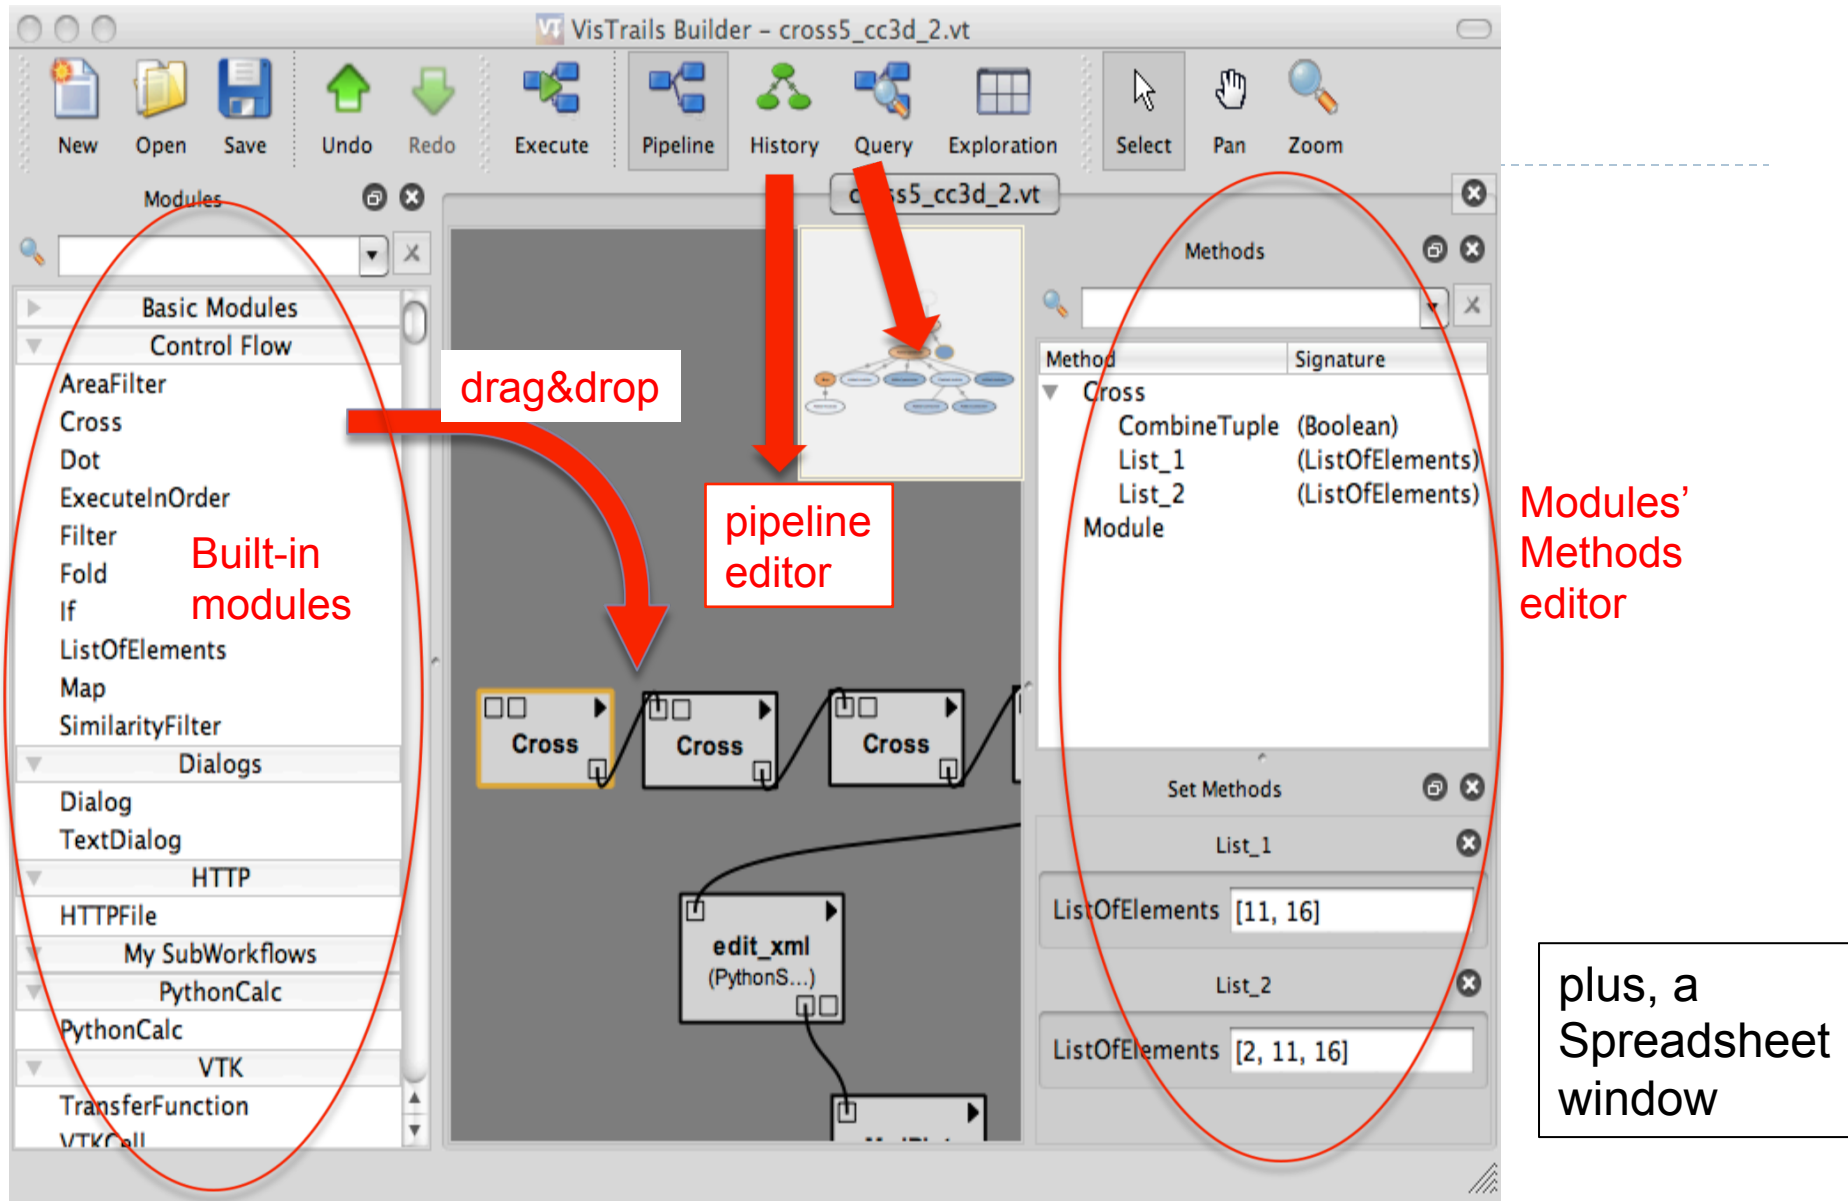 VT VisTrails Builder – cross5_cc3d_2.vt
New Open Save Undo Redo Execute Pipeline History Query Exploration Select Pan Zoom
Modules
Basic Modules
Control Flow
AreaFilter
Cross
Dot
ExecuteInOrder
Filter
Fold
If
ListOfElements
Map
SimilarityFilter
Dialogs
Dialog
TextDialog
HTTP
HTTPFile
My SubWorkflows
PythonCalc
PythonCalc
VTK
TransferFunction
VTKCell
Built-in
modules
drag&drop
pipeline
editor
Cross
Cross
Cross
edit_xml
(PythonS...)
Methods
Method Signature
Cross
CombineTuple (Boolean)
List_1 (ListOfElements)
List_2 (ListOfElements)
Module
Set Methods
List_1
ListOfElements [11, 16]
List_2
ListOfElements [2, 11, 16]
Modules’
Methods
editor
plus, a
Spreadsheet
window